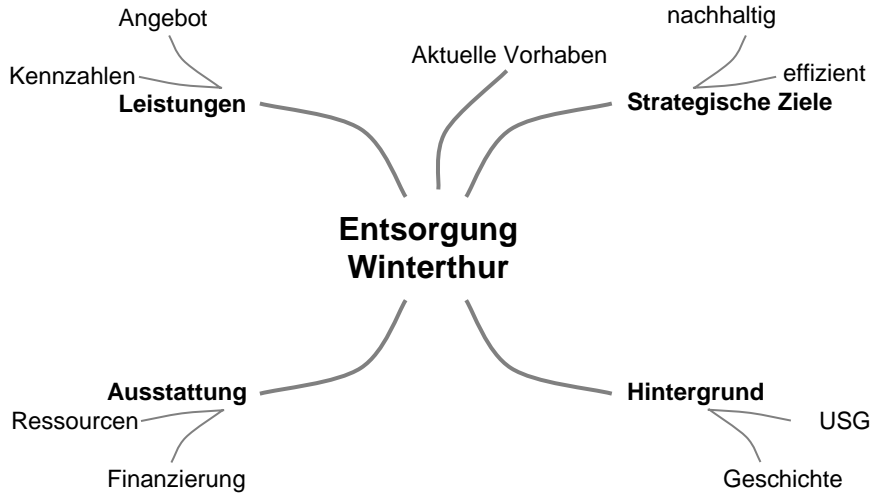 Angebot
nachhaltig
Aktuelle Vorhaben
Kennzahlen
effizient
Leistungen
Strategische Ziele
Entsorgung
Winterthur
Ausstattung
Hintergrund
Ressourcen
USG
Finanzierung
Geschichte